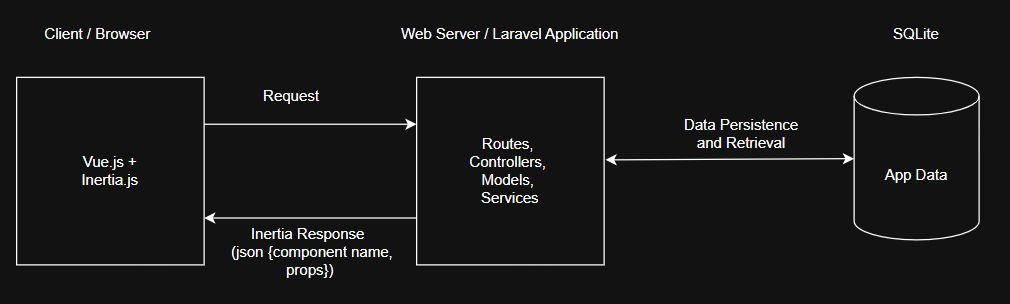 Client / Browser
Web Server / Laravel Application
SQLite
Request
Vue.js +
Inertia.js
Routes,
Controllers,
Models,
Services
Data Persistence
and Retrieval
App Data
Inertia Response
(json {component name,
props})